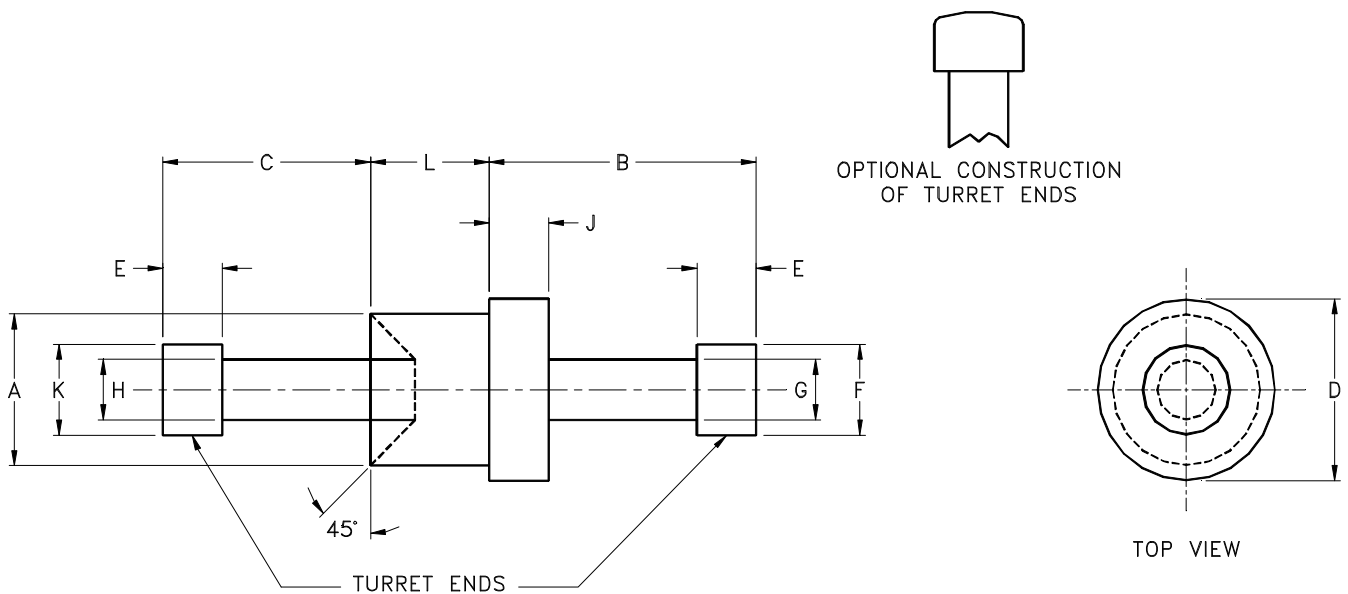 OPTIONAL CONSTRUCTION
OF TURRET ENDS
C
L
B
J
E
E
A
K
H
G
F
D
45°
TOP VIEW
TURRET ENDS